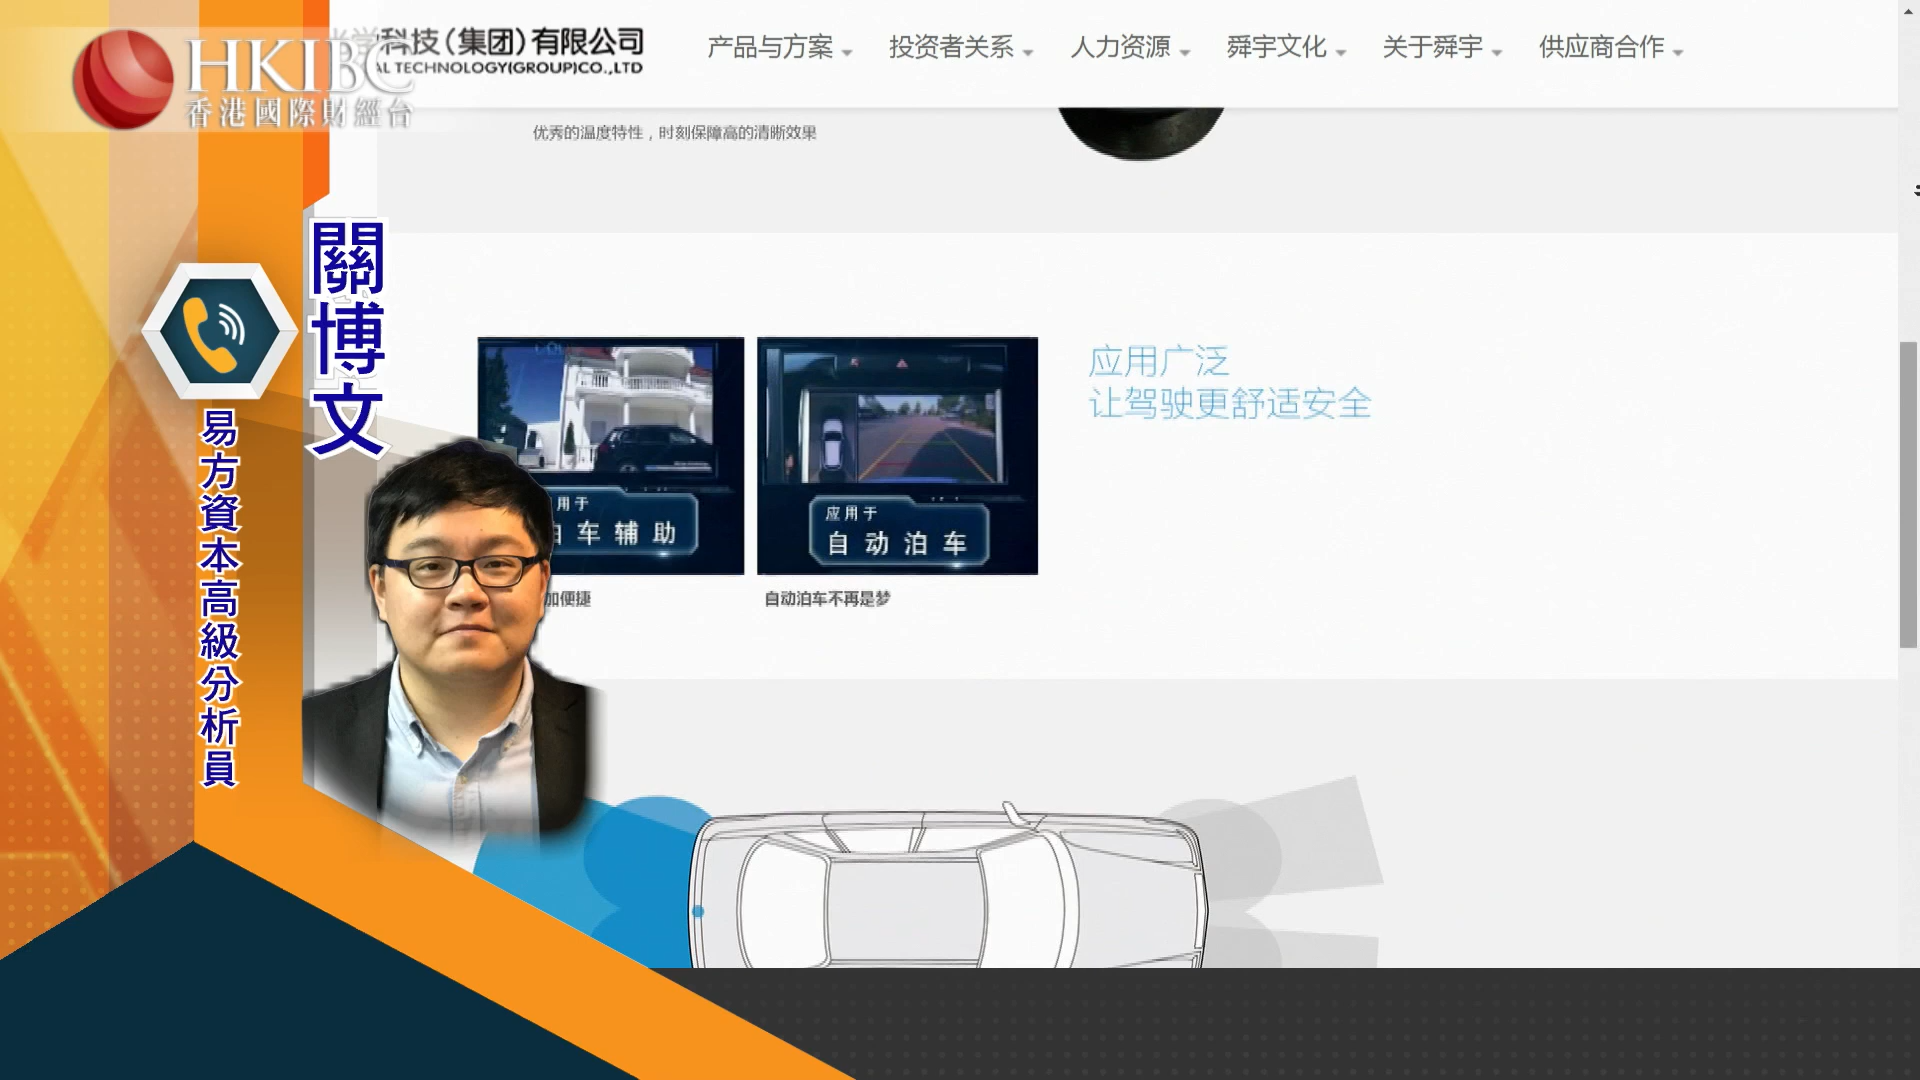 HKIBC
香港國際財經台
科技(集团)有限公司
AL TECHNOLOGY(GROUP)CO.,LTD
产品与方案
投资者关系
人力资源
舜宇文化
关于舜宇
供应商合作
优秀的温度特性,时刻保障高的清晰效果
關博文
易方資本高級分析員
应用广泛
让驾驶更舒适安全
用于
车辅助
应用于
自动泊车
加便捷
自动泊车不再是梦